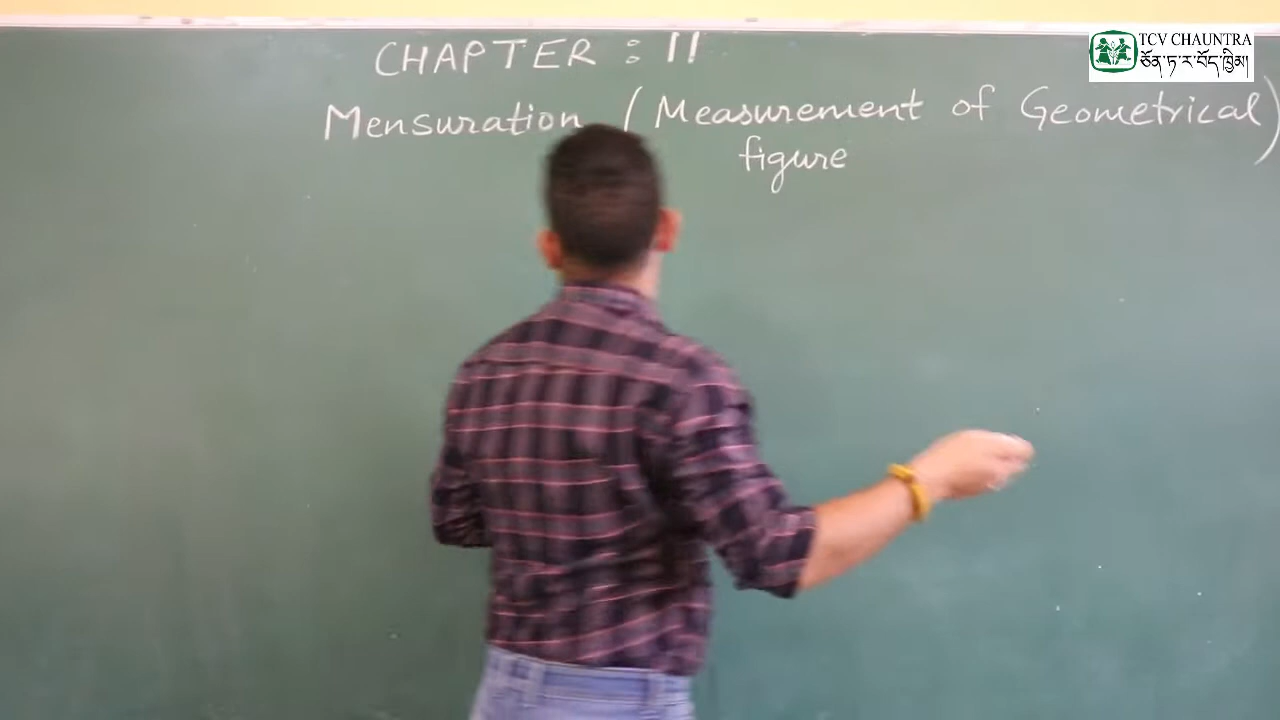 CHAPTER : 11
Mensuration (Measurement of Geometrical)
figure
TCV CHAUNTRA
ཅོན་ཏ་ར་བོད་ཁྱིམ།